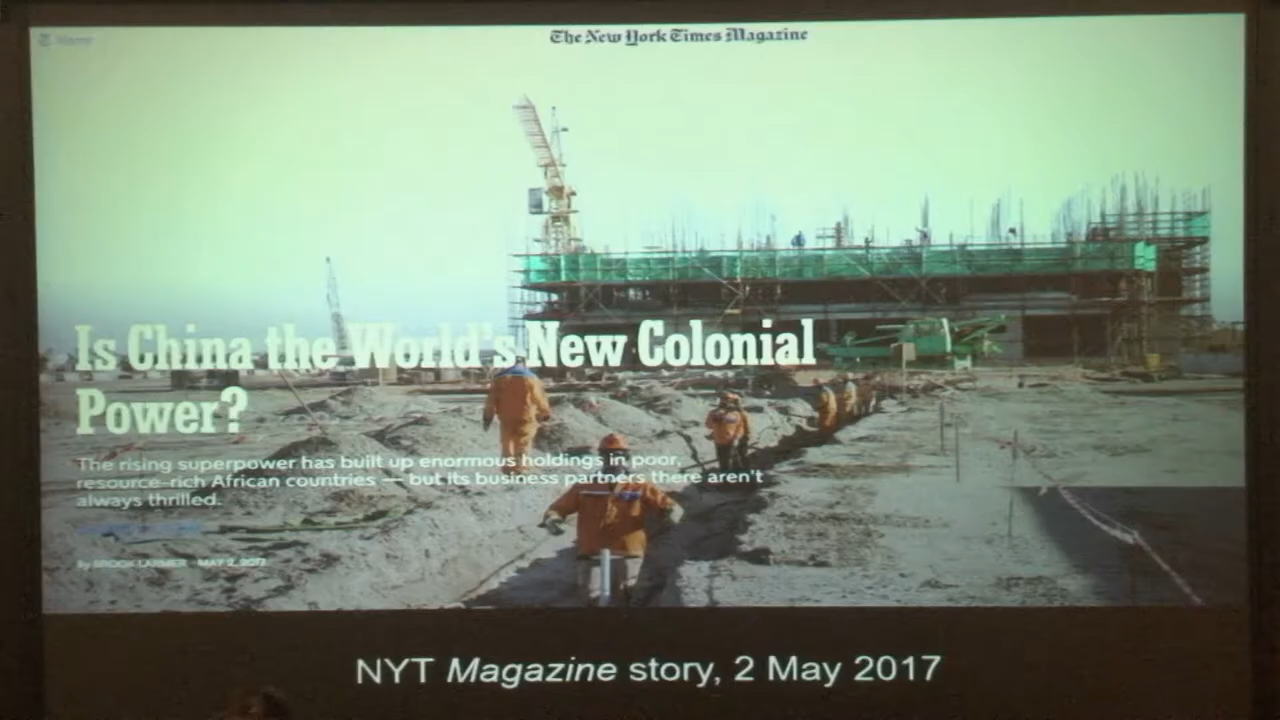 The New York Times Magazine
Is China the World's New Colonial
Power?
The rising superpower has built up enormous holdings in poor,
resource-rich African countries — but its business partners there aren't
always thrilled.
By BROOK LARMER MAY 2, 2017
NYT Magazine story, 2 May 2017